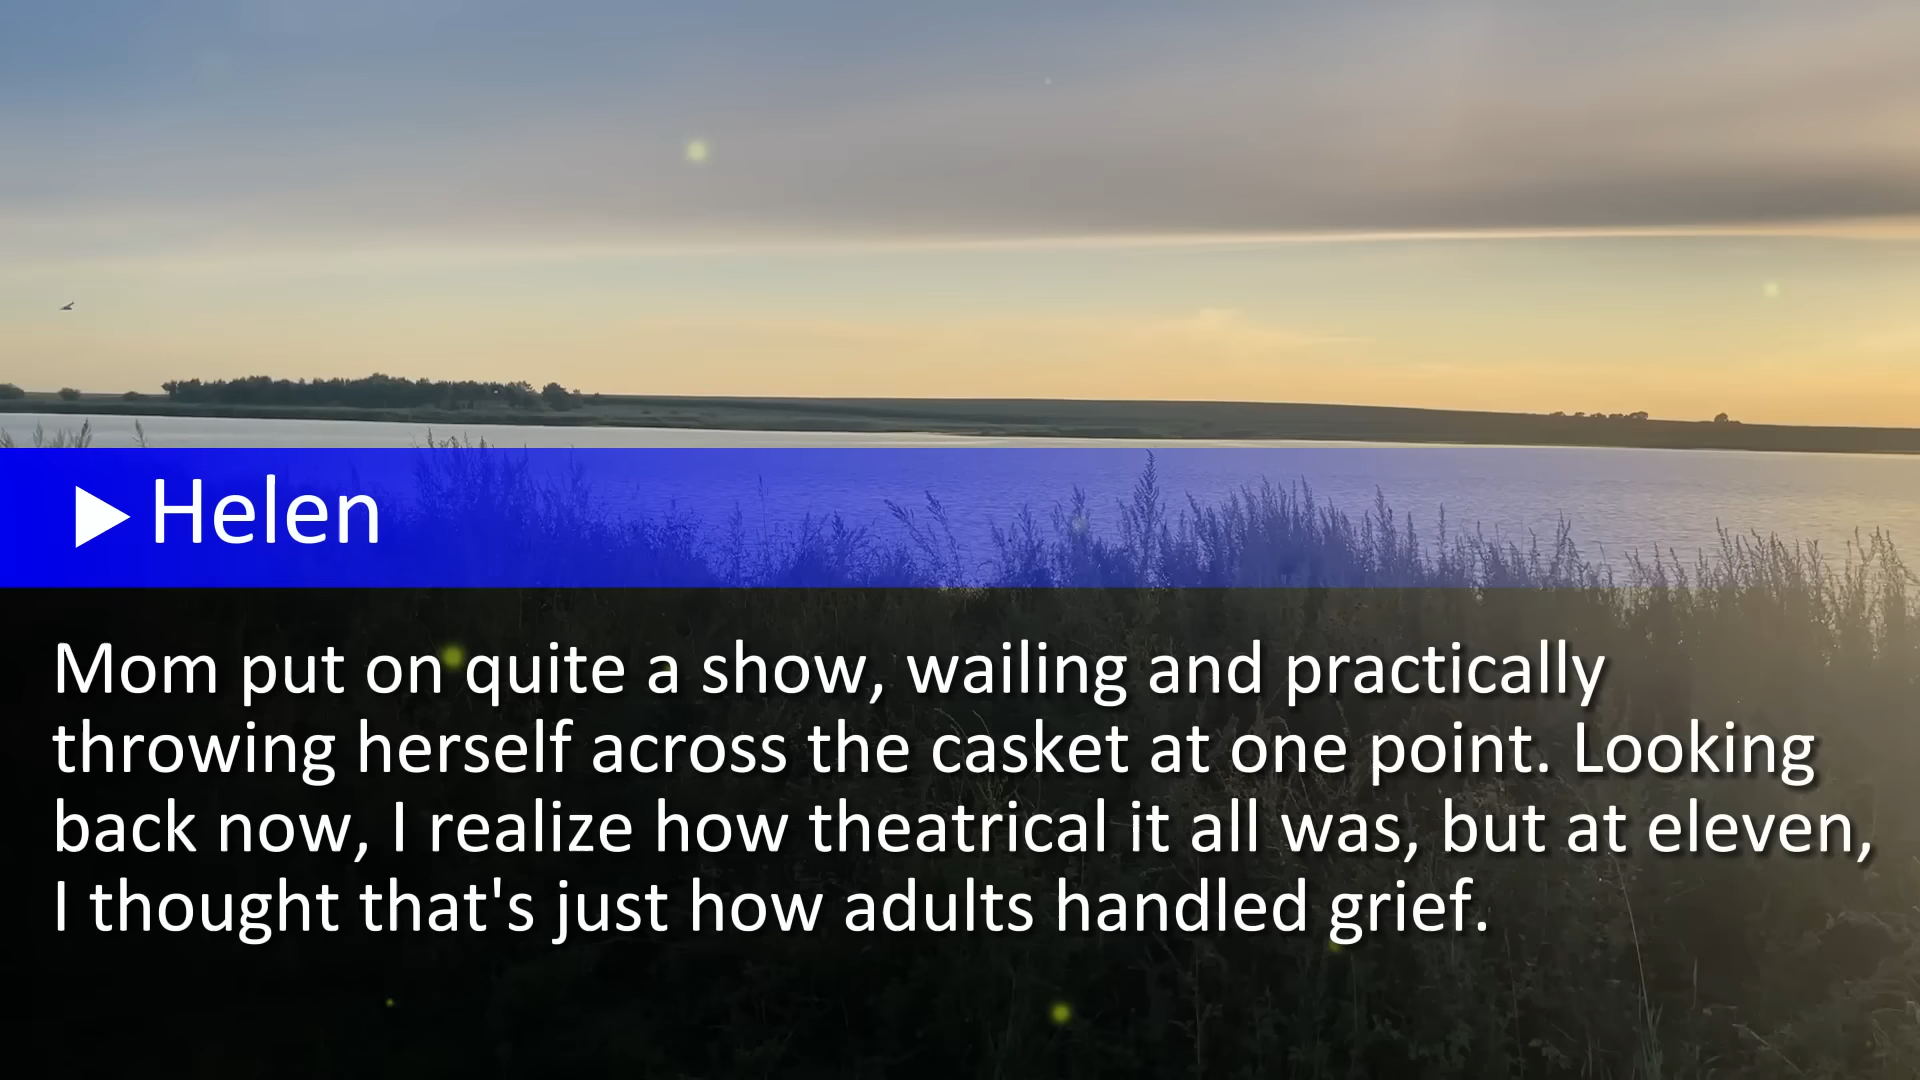 Helen
Mom put on quite a show, wailing and practically
throwing herself across the casket at one point. Looking
back now, I realize how theatrical it all was, but at eleven,
I thought that's just how adults handled grief.